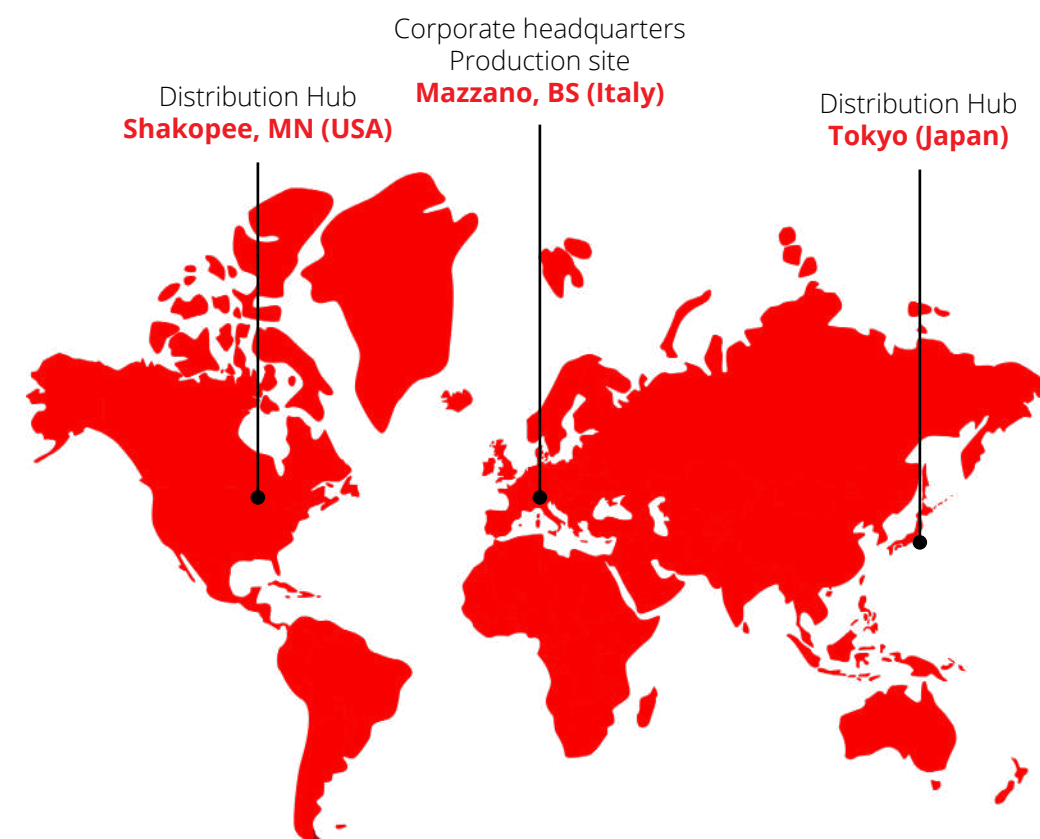 Corporate headquarters
Production site
Mazzano, BS (Italy)
Distribution Hub
Shakopee, MN (USA)
Distribution Hub
Tokyo (Japan)